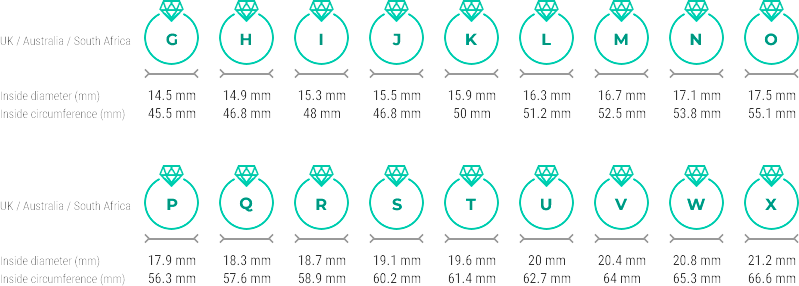 UK / Australia / South Africa G H I J K L M N O
Inside diameter (mm) 14.5 mm 14.9 mm 15.3 mm 15.5 mm 15.9 mm 16.3 mm 16.7 mm 17.1 mm 17.5 mm
Inside circumference (mm) 45.5 mm 46.8 mm 48 mm 46.8 mm 50 mm 51.2 mm 52.5 mm 53.8 mm 55.1 mm
UK / Australia / South Africa P Q R S T U V W X
Inside diameter (mm) 17.9 mm 18.3 mm 18.7 mm 19.1 mm 19.6 mm 20 mm 20.4 mm 20.8 mm 21.2 mm
Inside circumference (mm) 56.3 mm 57.6 mm 58.9 mm 60.2 mm 61.4 mm 62.7 mm 64 mm 65.3 mm 66.6 mm